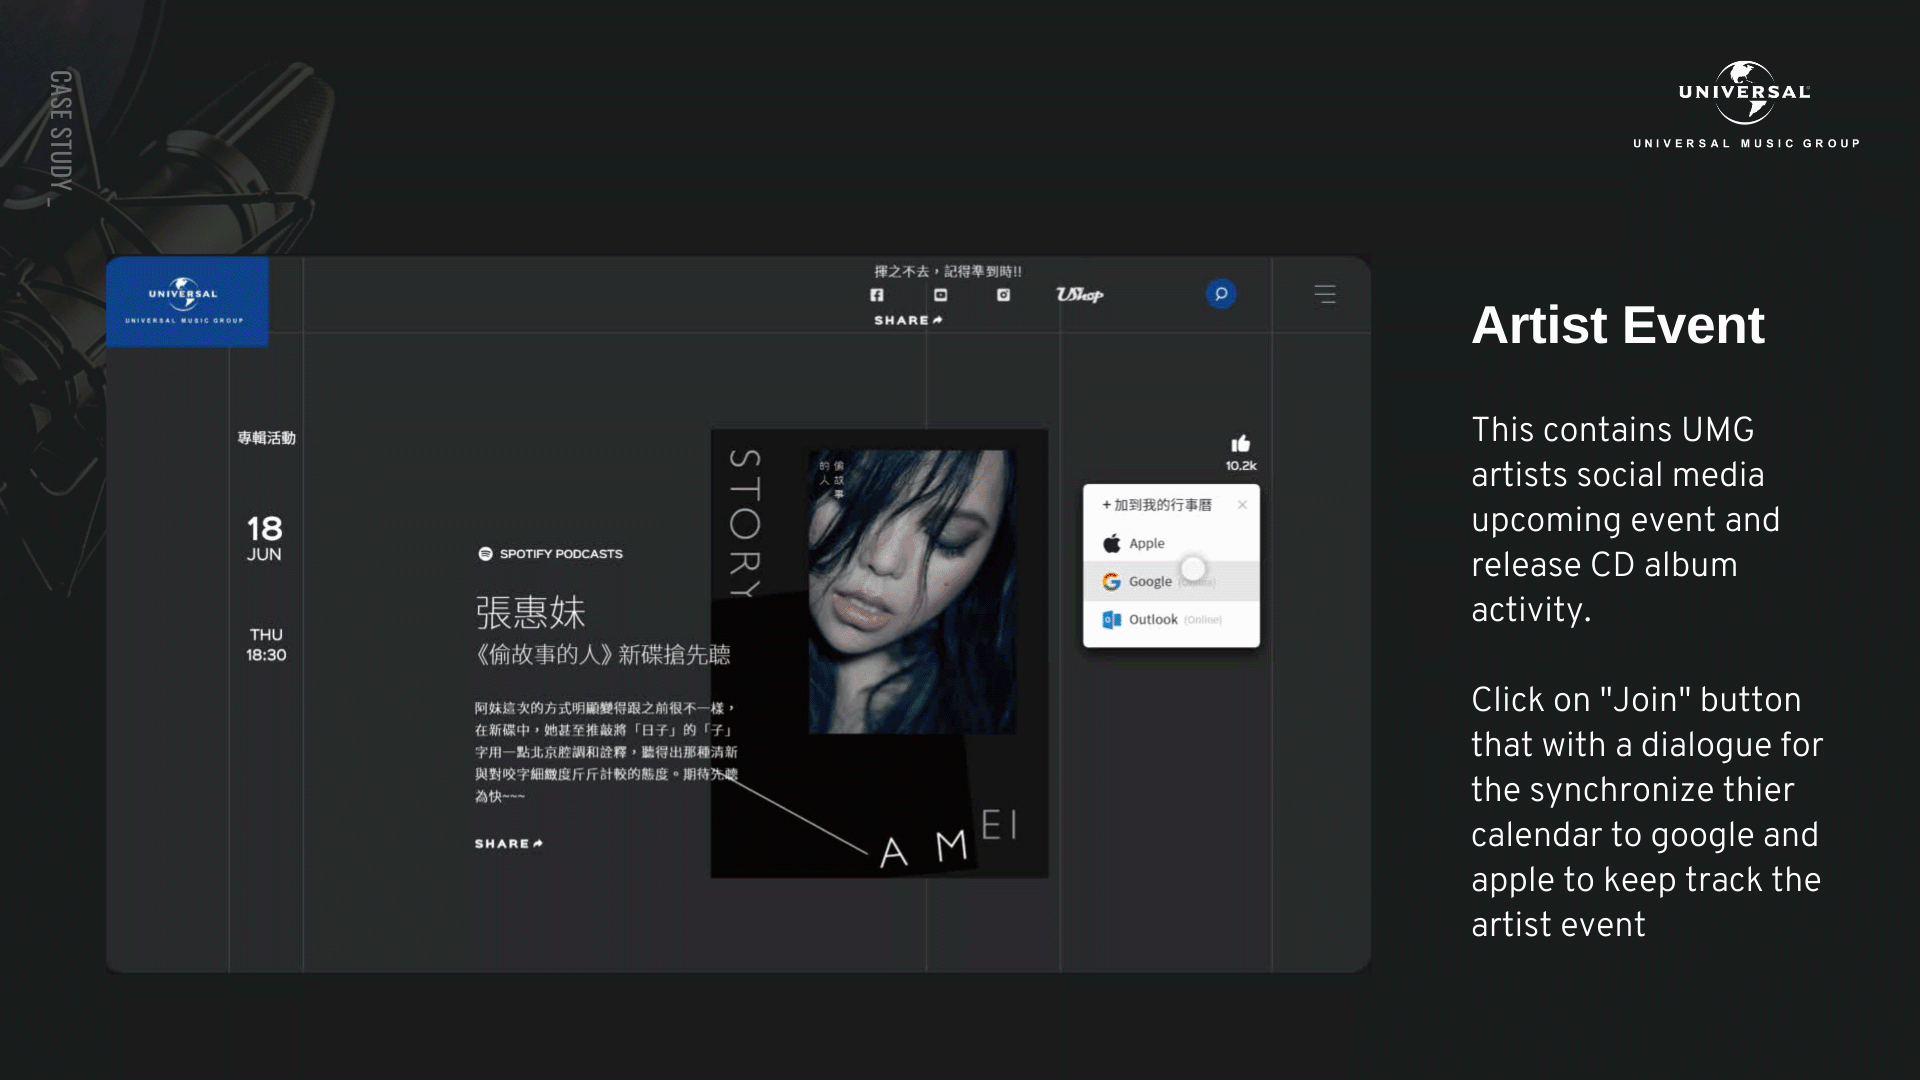 CASE STUDY –
UNIVERSAL
UNIVERSAL MUSIC GROUP
UNIVERSAL
UNIVERSAL MUSIC GROUP
揮之不去，記得準到時!!
UShop
SHARE
專輯活動
18
JUN
THU
18:30
SPOTIFY PODCASTS
張惠妹
《偷故事的人》新碟搶先聽
阿妹這次的方式明顯變得跟之前很不一樣，
在新碟中，她甚至推敲將「日子」的「子」
字用一點北京腔調和詮釋，聽得出那種清新
與對咬字細緻度斤斤計較的態度。期待先聽
為快~~~
SHARE
STORY
偷故事
的人
A MEI
10.2k
+ 加到我的行事曆
Apple
Google (Online)
Outlook (Online)
Artist Event
This contains UMG
artists social media
upcoming event and
release CD album
activity.
Click on "Join" button
that with a dialogue for
the synchronize thier
calendar to google and
apple to keep track the
artist event